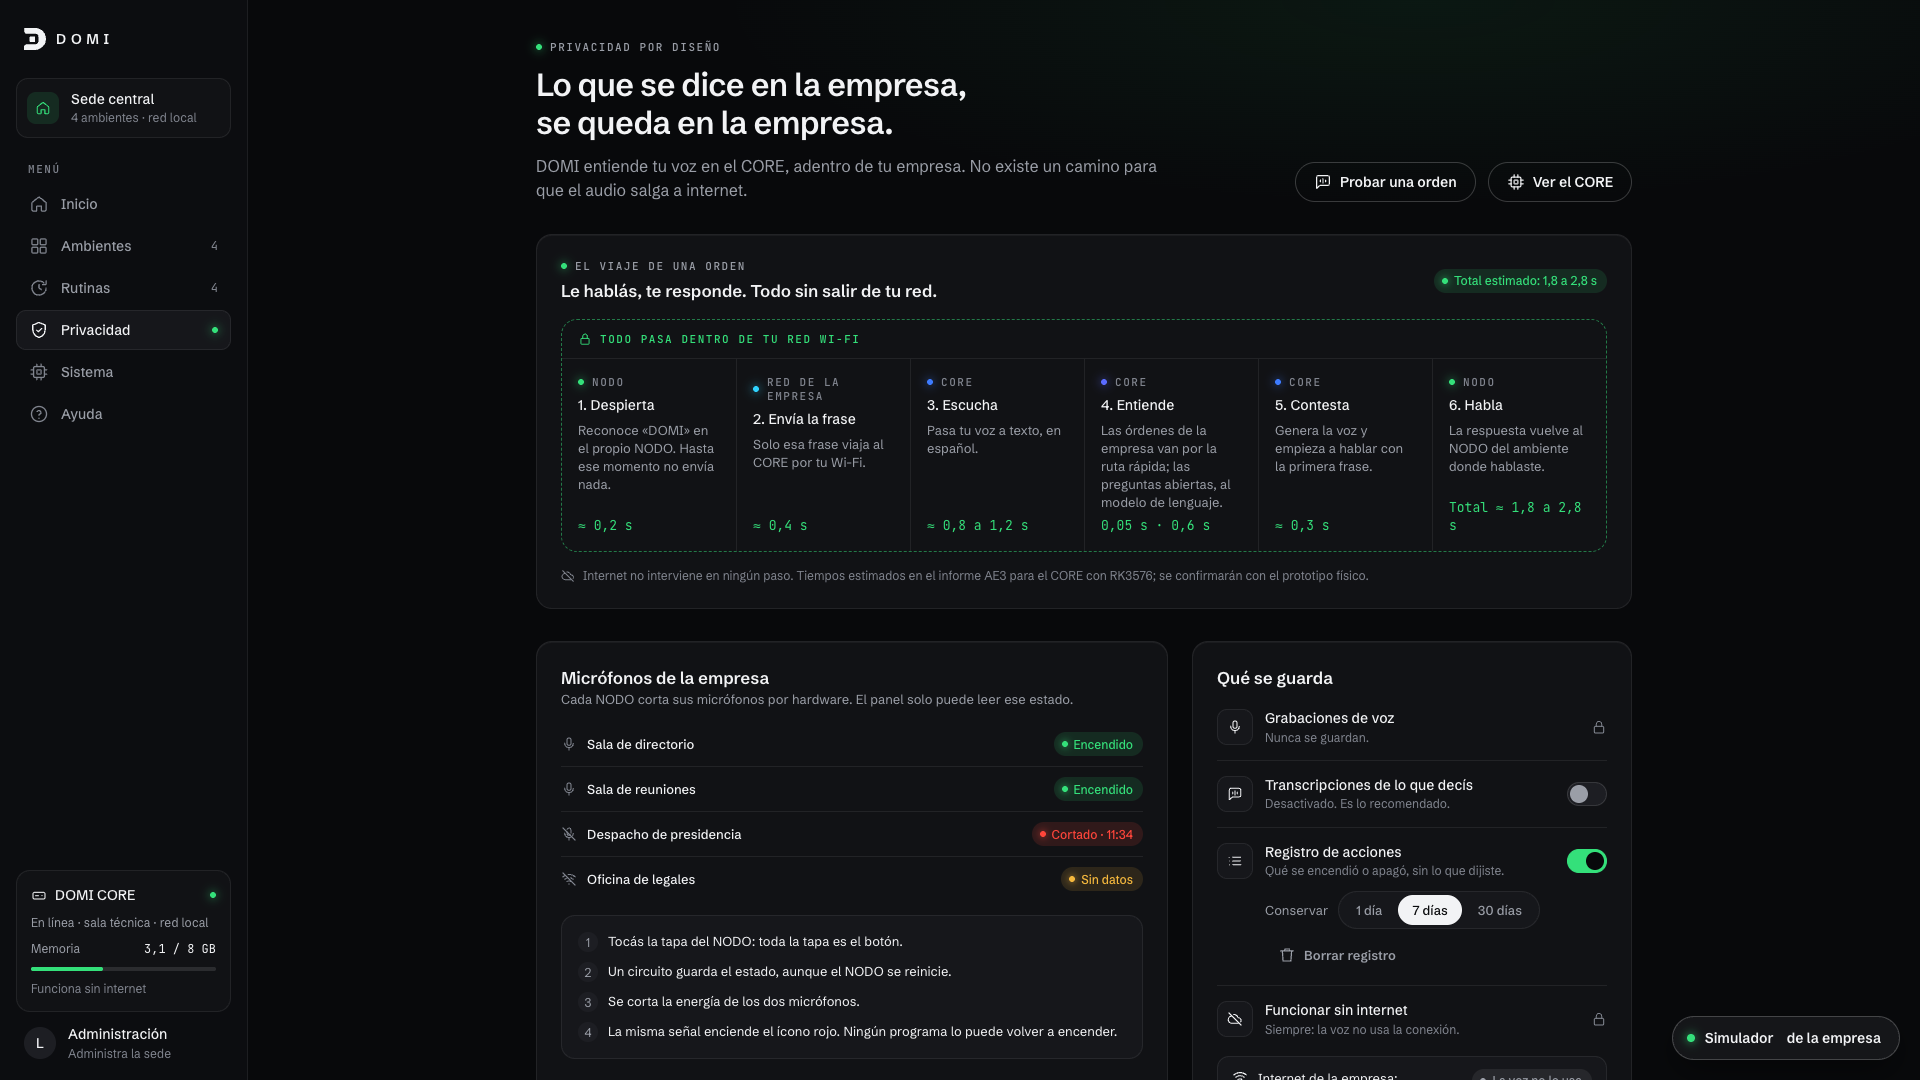 DOMI
Sede central
4 ambientes · red local
MENÚ
Inicio
Ambientes 4
Rutinas 4
Privacidad
Sistema
Ayuda
DOMI CORE
En línea · sala técnica · red local
Memoria 3,1 / 8 GB
Funciona sin internet
L
Administración
Administra la sede
PRIVACIDAD POR DISEÑO
Lo que se dice en la empresa,
se queda en la empresa.
DOMI entiende tu voz en el CORE, adentro de tu empresa. No existe un camino para
que el audio salga a internet.
Probar una orden
Ver el CORE
EL VIAJE DE UNA ORDEN
Le hablás, te responde. Todo sin salir de tu red.
Total estimado: 1,8 a 2,8 s
TODO PASA DENTRO DE TU RED WI-FI
NODO
1. Despierta
Reconoce «DOMI» en
el propio NODO. Hasta
ese momento no envía
nada.
≈ 0,2 s
RED DE LA
EMPRESA
2. Envía la frase
Solo esa frase viaja al
CORE por tu Wi-Fi.
≈ 0,4 s
CORE
3. Escucha
Pasa tu voz a texto, en
español.
≈ 0,8 a 1,2 s
CORE
4. Entiende
Las órdenes de la
empresa van por la
ruta rápida; las
preguntas abiertas, al
modelo de lenguaje.
0,05 s · 0,6 s
CORE
5. Contesta
Genera la voz y
empieza a hablar con
la primera frase.
≈ 0,3 s
NODO
6. Habla
La respuesta vuelve al
NODO del ambiente
donde hablaste.
Total ≈ 1,8 a 2,8
s
Internet no interviene en ningún paso. Tiempos estimados en el informe AE3 para el CORE con RK3576; se confirmarán con el prototipo físico.
Micrófonos de la empresa
Cada NODO corta sus micrófonos por hardware. El panel solo puede leer ese estado.
Sala de directorio Encendido
Sala de reuniones Encendido
Despacho de presidencia Cortado · 11:34
Oficina de legales Sin datos
1 Tocás la tapa del NODO: toda la tapa es el botón.
2 Un circuito guarda el estado, aunque el NODO se reinicie.
3 Se corta la energía de los dos micrófonos.
4 La misma señal enciende el ícono rojo. Ningún programa lo puede volver a encender.
Qué se guarda
Grabaciones de voz
Nunca se guardan.
Transcripciones de lo que decís
Desactivado. Es lo recomendado.
Registro de acciones
Qué se encendió o apagó, sin lo que dijiste.
Conservar 1 día 7 días 30 días
Borrar registro
Funcionar sin internet
Siempre: la voz no usa la conexión.
Internet de la empresa:
La voz no lo usa
Simulador de la empresa